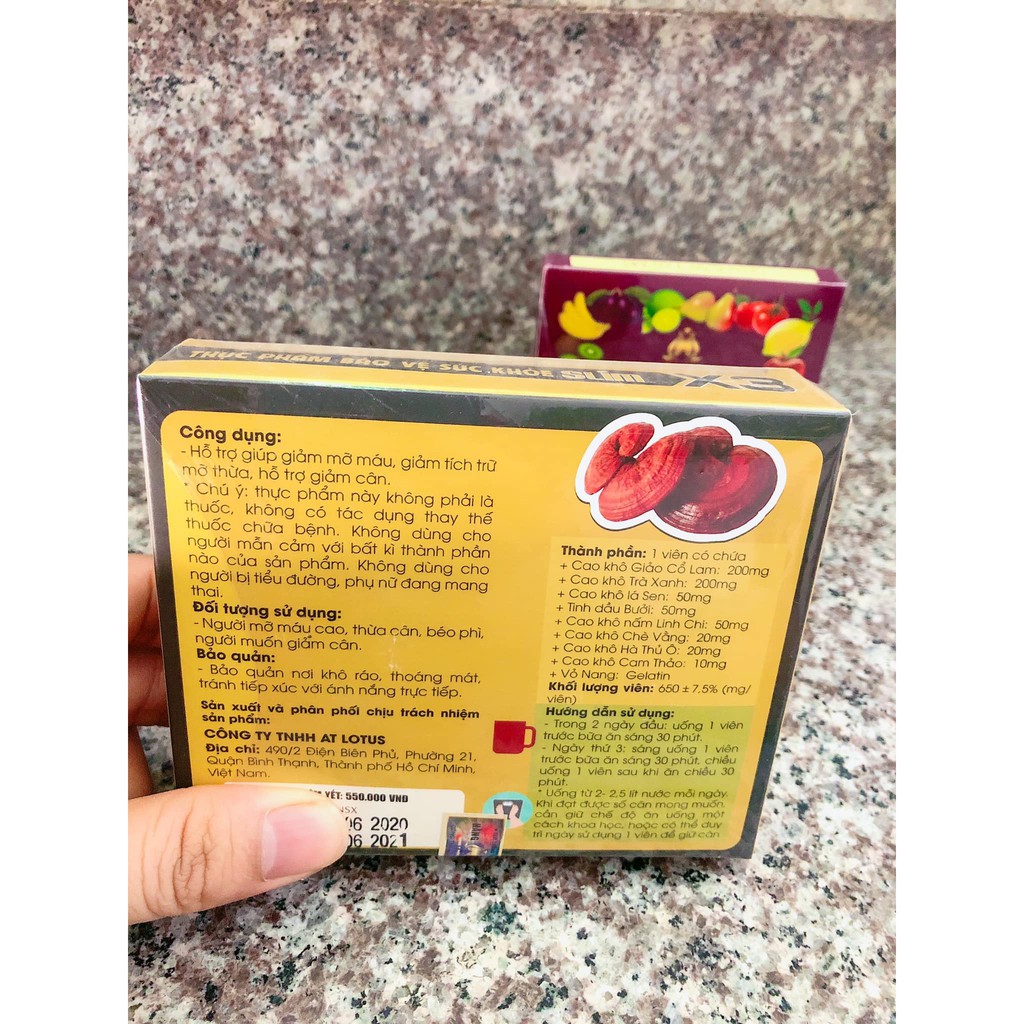 THỰC PHẨM BẢO VỆ SỨC KHỎE SLIM X3
Công dụng:
- Hỗ trợ giúp giảm mỡ máu, giảm tích trữ
mỡ thừa, hỗ trợ giảm cân.
* Chú ý: thực phẩm này không phải là
thuốc, không có tác dụng thay thế
thuốc chữa bệnh. Không dùng cho
người mẫn cảm với bất kì thành phần
nào của sản phẩm. Không dùng cho
người bị tiểu đường, phụ nữ đang mang
thai.
Đối tượng sử dụng:
- Người mỡ máu cao, thừa cân, béo phì,
người muốn giảm cân.
Bảo quản:
- Bảo quản nơi khô ráo, thoáng mát,
tránh tiếp xúc với ánh nắng trực tiếp.
Sản xuất và phân phối chịu trách nhiệm
sản phẩm:
CÔNG TY TNHH AT LOTUS
Địa chỉ: 490/2 Điện Biên Phủ, Phường 21,
Quận Bình Thạnh, Thành phố Hồ Chí Minh,
Việt Nam.
YẾT: 550.000 VNĐ
NSX
06 2020
06 2021
Thành phần: 1 viên có chứa
+ Cao khô Giảo Cổ Lam: 200mg
+ Cao khô Trà Xanh: 200mg
+ Cao khô lá Sen: 50mg
+ Tinh dầu Bưởi: 50mg
+ Cao khô nấm Linh Chi: 50mg
+ Cao khô Chè Vằng: 20mg
+ Cao khô Hà Thủ Ô: 20mg
+ Cao khô Cam Thảo: 10mg
+ Vỏ Nang: Gelatin
Khối lượng viên: 650 ± 7.5% (mg/
viên)
Hướng dẫn sử dụng:
- Trong 2 ngày đầu: uống 1 viên
trước bữa ăn sáng 30 phút.
- Ngày thứ 3: sáng uống 1 viên
trước bữa ăn sáng 30 phút, chiều
uống 1 viên sau khi ăn chiều 30
phút.
* Uống từ 2- 2,5 lít nước mỗi ngày.
Khi đạt được số cân mong muốn,
cần giữ chế độ ăn uống một
cách khoa học, hoặc có thể duy
trì ngày sử dụng 1 viên để giữ cân